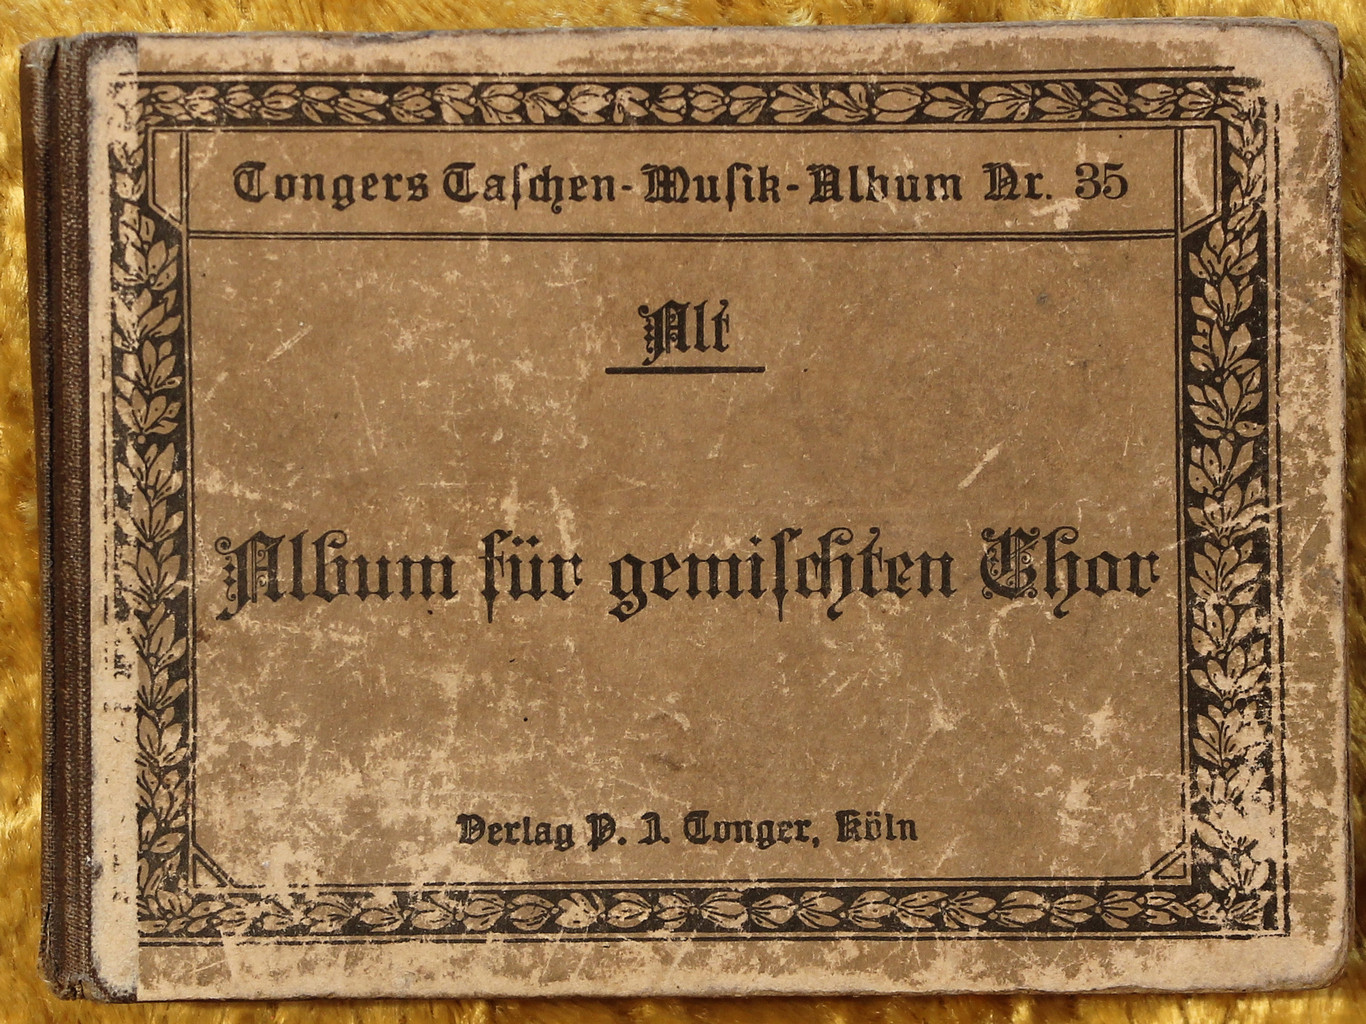 Tongers Taſchen-Muſik-Album Nr. 35
Alt
Album für gemiſchten Chor
Verlag P. J. Tonger, Köln